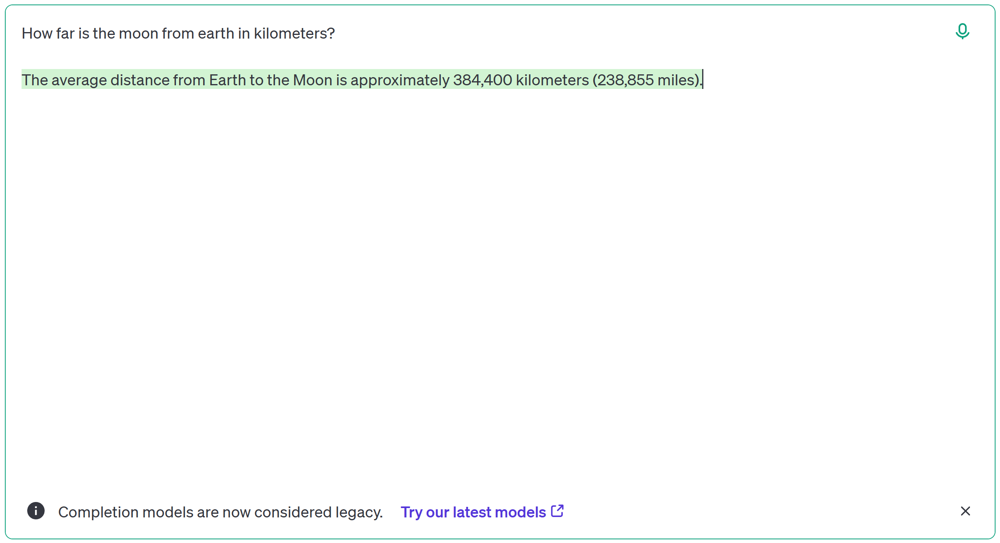 How far is the moon from earth in kilometers?
The average distance from Earth to the Moon is approximately 384,400 kilometers (238,855 miles).
Completion models are now considered legacy. Try our latest models